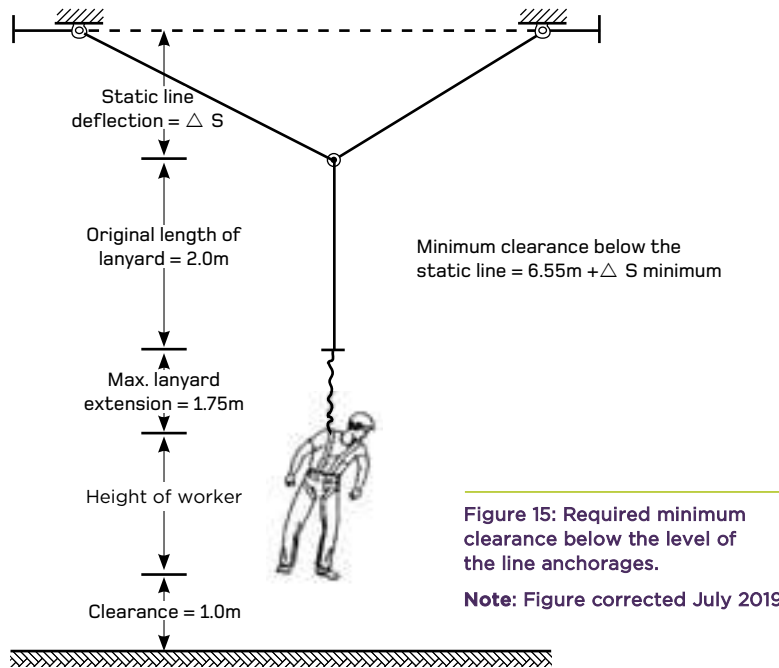 Static line
deflection = △ S
Original length of
lanyard = 2.0m
Minimum clearance below the
static line = 6.55m +△ S minimum
Max. lanyard
extension = 1.75m
Height of worker
Clearance = 1.0m
Figure 15: Required minimum
clearance below the level of
the line anchorages.
Note: Figure corrected July 2019